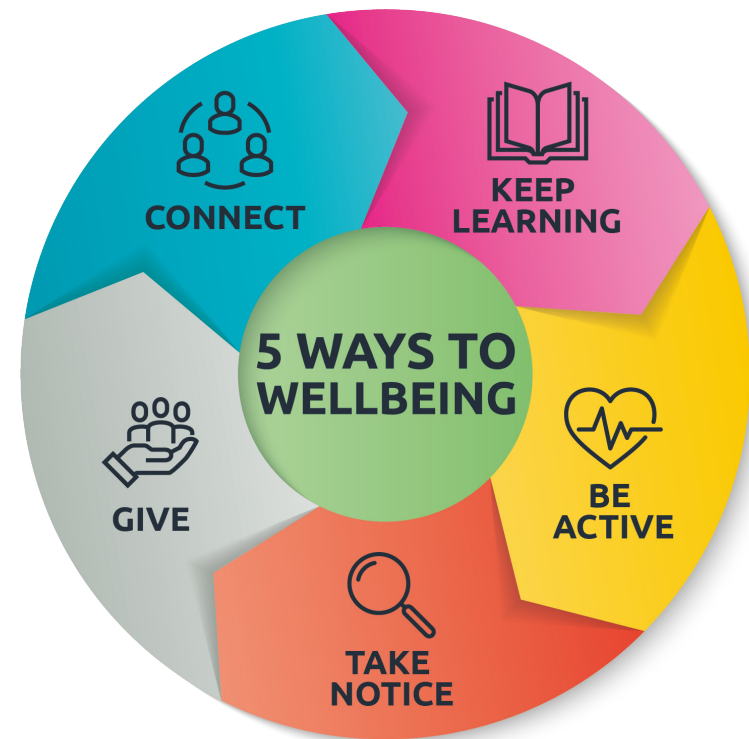 CONNECT
KEEP
LEARNING
5 WAYS TO
WELLBEING
BE
ACTIVE
TAKE
NOTICE
GIVE